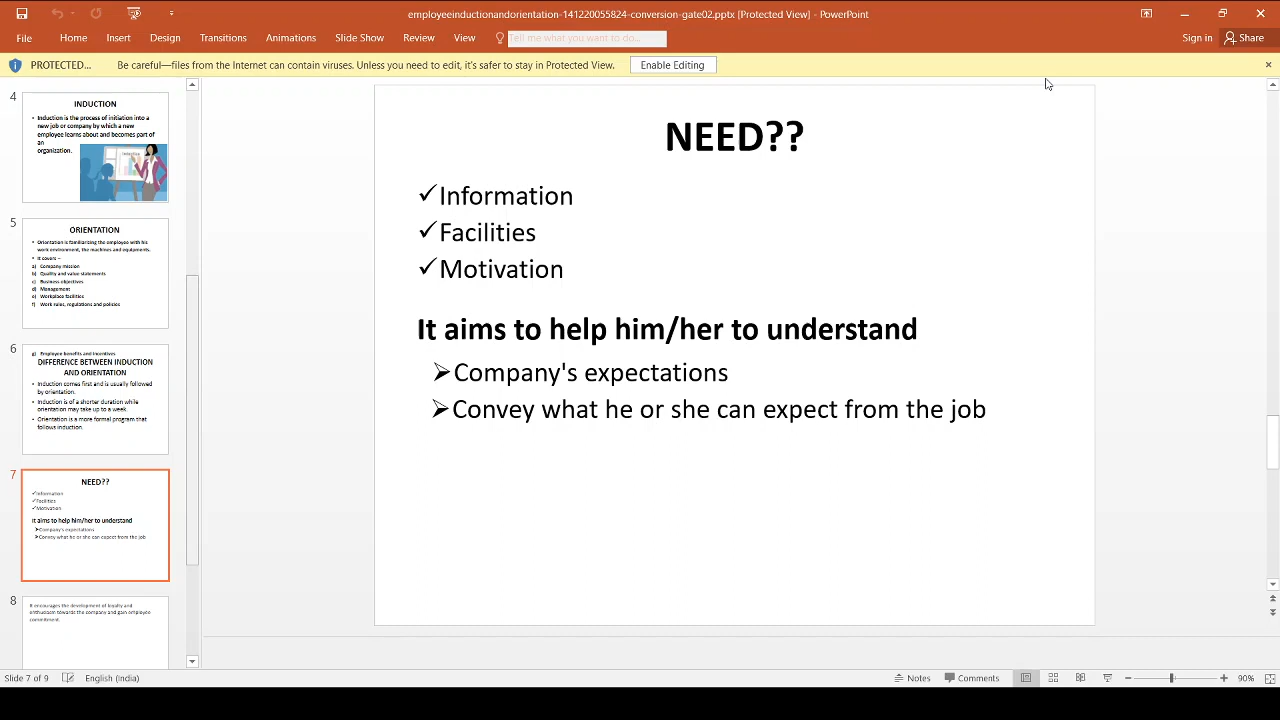 employeeinductionandorientation-141220055824-conversion-gate02.pptx [Protected View] - PowerPoint
File Home Insert Design Transitions Animations Slide Show Review View Tell me what you want to do... Sign in Share
PROTECTED... Be careful—files from the Internet can contain viruses. Unless you need to edit, it's safer to stay in Protected View. Enable Editing
4
INDUCTION
• Induction is the process of initiation into a
new job or company by which a new
employee learns about and becomes part of
an
organization.
5
ORIENTATION
• Orientation is familiarizing the employee with his
work environment, the machines and equipments.
• It covers –
a) Company mission
b) Quality and value statements
c) Business objectives
d) Management
e) Workplace facilities
f) Work rules, regulations and policies
6
g) Employee benefits and incentives
DIFFERENCE BETWEEN INDUCTION
AND ORIENTATION
• Induction comes first and is usually followed
by orientation.
• Induction is of a shorter duration while
orientation may take up to a week.
• Orientation is a more formal program that
follows induction.
7
NEED??
✓Information
✓Facilities
✓Motivation
It aims to help him/her to understand
➢Company's expectations
➢Convey what he or she can expect from the job
8
It encourages the development of loyalty and
enthusiasm towards the company and gain employee
commitment.
NEED??
✓Information
✓Facilities
✓Motivation
It aims to help him/her to understand
➢Company's expectations
➢Convey what he or she can expect from the job
Slide 7 of 9 English (India) Notes Comments 90%